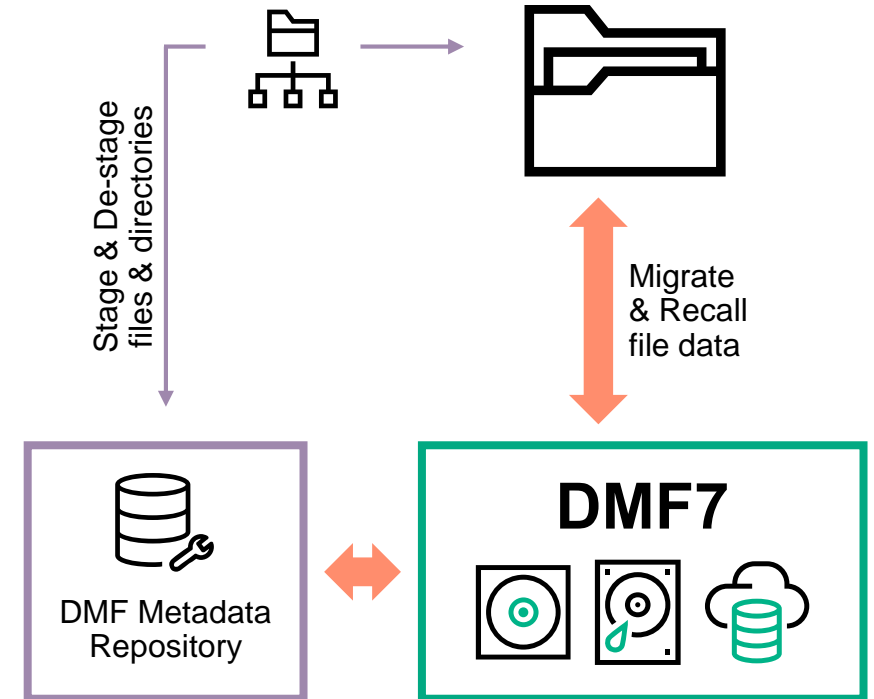 Stage & De-stage
files & directories
Migrate
& Recall
file data
DMF Metadata
Repository
DMF7